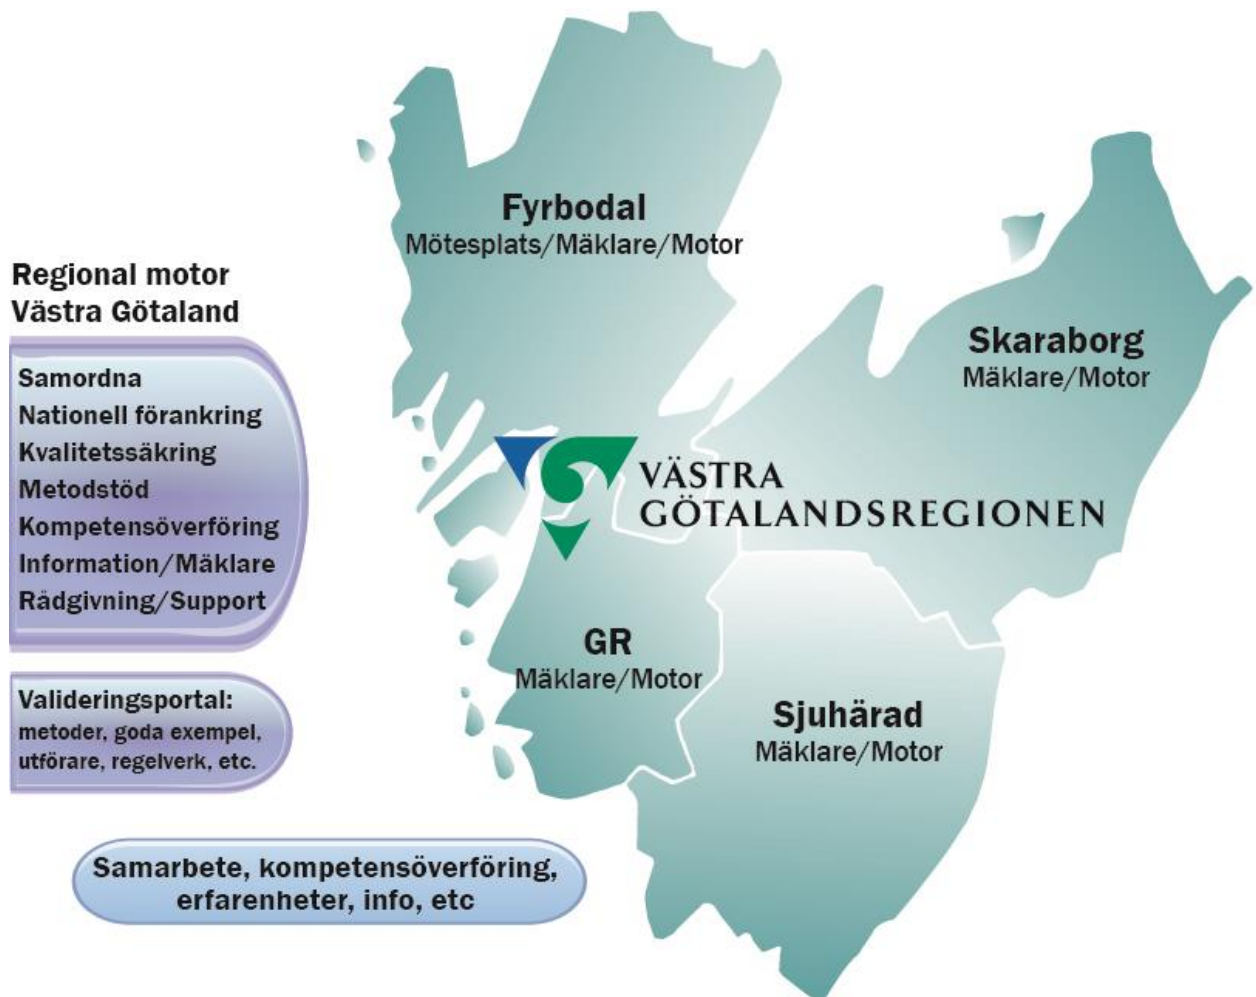 Fyrbodal
Mötesplats/Mäklare/Motor
Regional motor
Västra Götaland
Samordna
Nationell förankring
Kvalitetssäkring
Metodstöd
Kompetensöverföring
Information/Mäklare
Rådgivning/Support
Skaraborg
Mäklare/Motor
VÄSTRA
GÖTALANDSREGIONEN
GR
Mäklare/Motor
Sjuhärad
Mäklare/Motor
Valideringsportal:
metoder, goda exempel,
utförare, regelverk, etc.
Samarbete, kompetensöverföring,
erfarenheter, info, etc